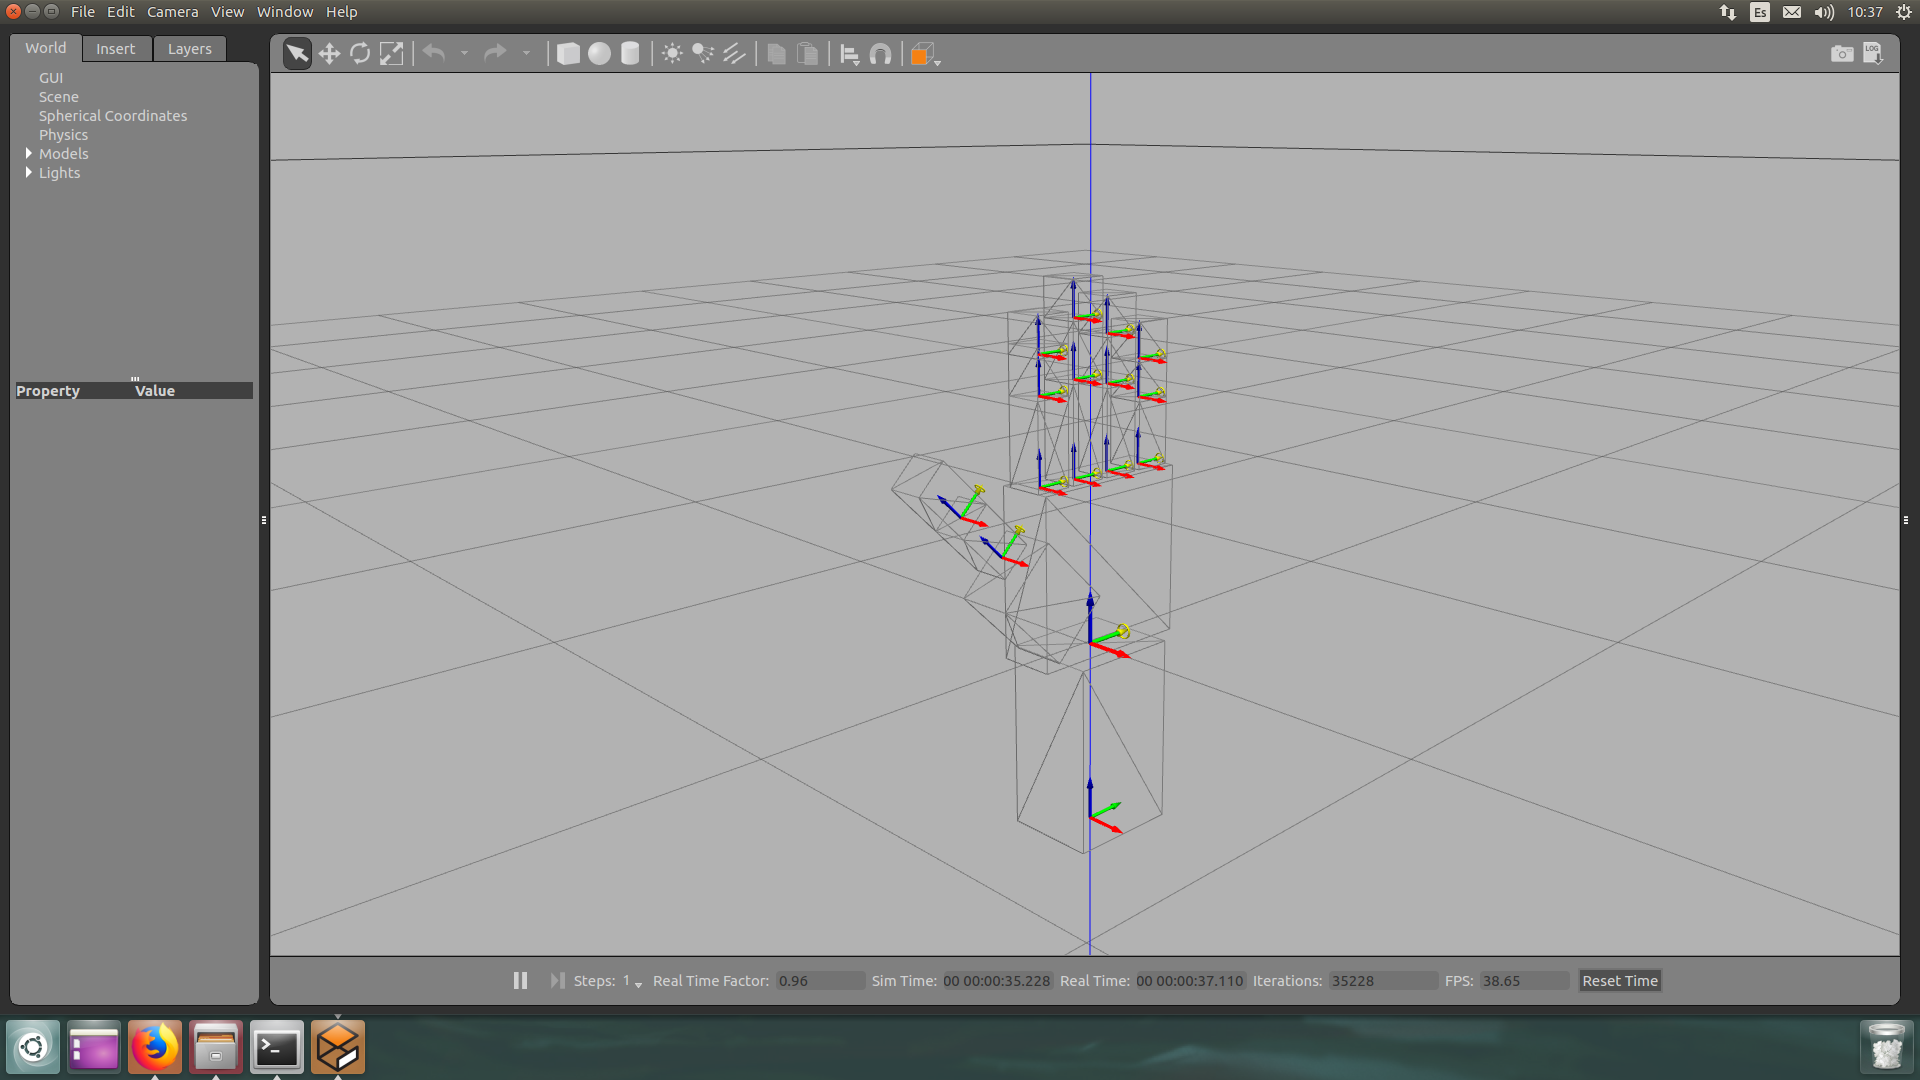 File Edit Camera View Window Help
Es 10:37
World Insert Layers
LOG
GUI
Scene
Spherical Coordinates
Physics
Models
Lights
Property Value
Steps: 1 Real Time Factor: 0.96 Sim Time: 00 00:00:35.228 Real Time: 00 00:00:37.110 Iterations: 35228 FPS: 38.65 Reset Time